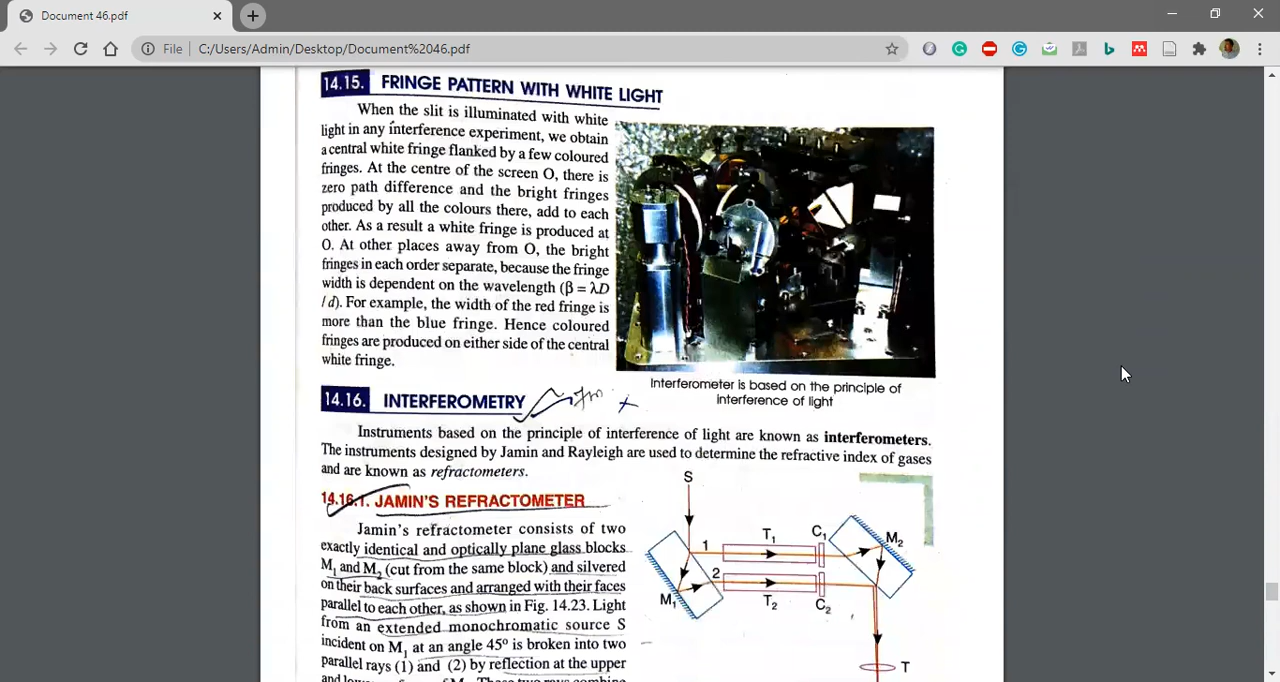 Document 46.pdf
File
C:/Users/Admin/Desktop/Document%2046.pdf
14.15. FRINGE PATTERN WITH WHITE LIGHT
When the slit is illuminated with white
light in any interference experiment, we obtain
a central white fringe flanked by a few coloured
fringes. At the centre of the screen O, there is
zero path difference and the bright fringes
produced by all the colours there, add to each
other. As a result a white fringe is produced at
O. At other places away from O, the bright
fringes in each order separate, because the fringe
width is dependent on the wavelength (β = λD
/d). For example, the width of the red fringe is
more than the blue fringe. Hence coloured
fringes are produced on either side of the central
white fringe.
Interferometer is based on the principle of
interference of light
14.16. INTERFEROMETRY
Instruments based on the principle of interference of light are known as interferometers.
The instruments designed by Jamin and Rayleigh are used to determine the refractive index of gases
and are known as refractometers.
14.16.1. JAMIN'S REFRACTOMETER
Jamin's refractometer consists of two
exactly identical and optically plane glass blocks
M₁ and M₂ (cut from the same block) and silvered
on their back surfaces and arranged with their faces
parallel to each other, as shown in Fig. 14.23. Light
from an extended monochromatic source S
incident on M₁ at an angle 45° is broken into two
parallel rays (1) and (2) by reflection at the upper
S
1
T₁
C₁
M₂
2
M₁
T₂
C₂
T